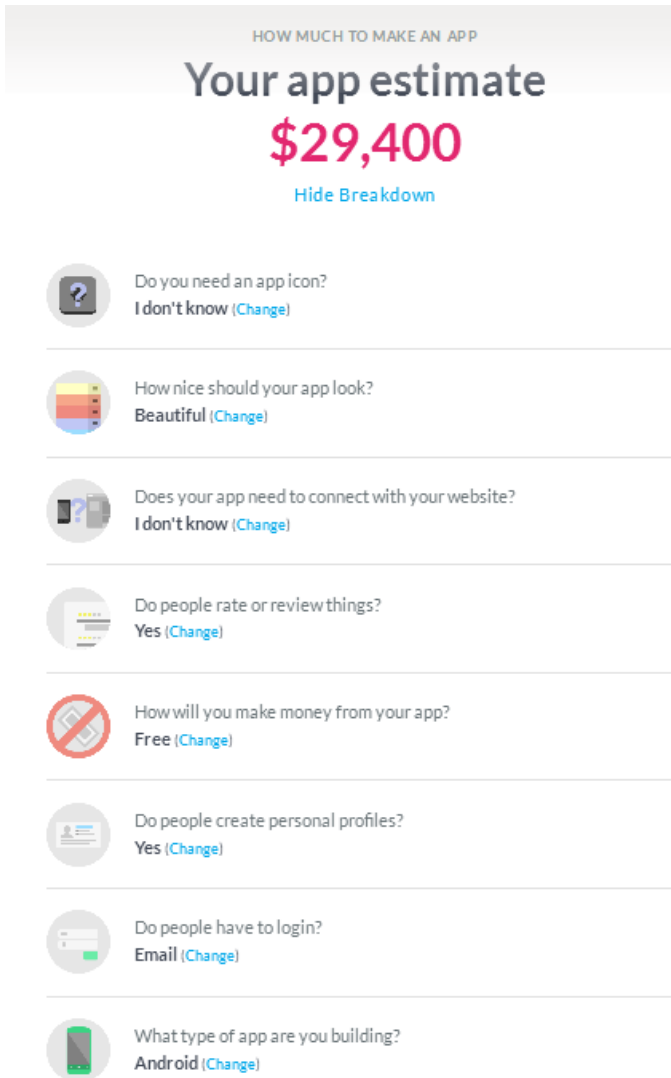 HOW MUCH TO MAKE AN APP
Your app estimate
$29,400
Hide Breakdown
Do you need an app icon?
I don't know (Change)
How nice should your app look?
Beautiful (Change)
Does your app need to connect with your website?
I don't know (Change)
Do people rate or review things?
Yes (Change)
How will you make money from your app?
Free (Change)
Do people create personal profiles?
Yes (Change)
Do people have to login?
Email (Change)
What type of app are you building?
Android (Change)